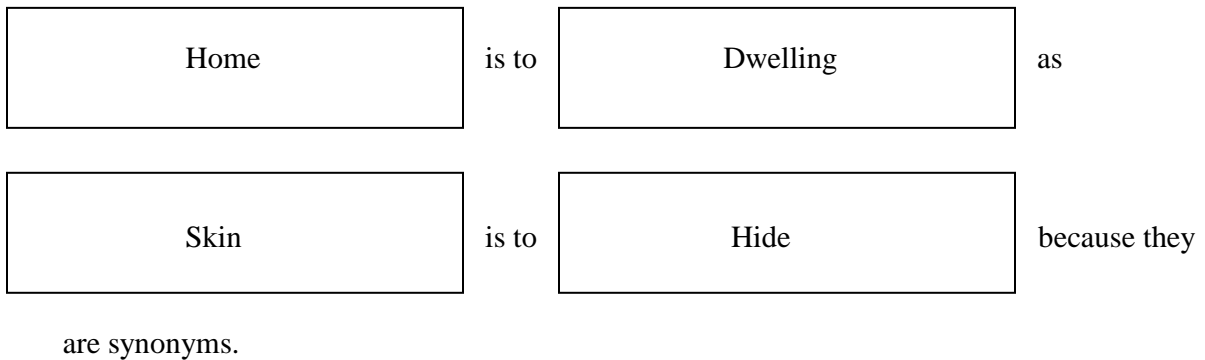 Home is to Dwelling as
Skin is to Hide because they
are synonyms.